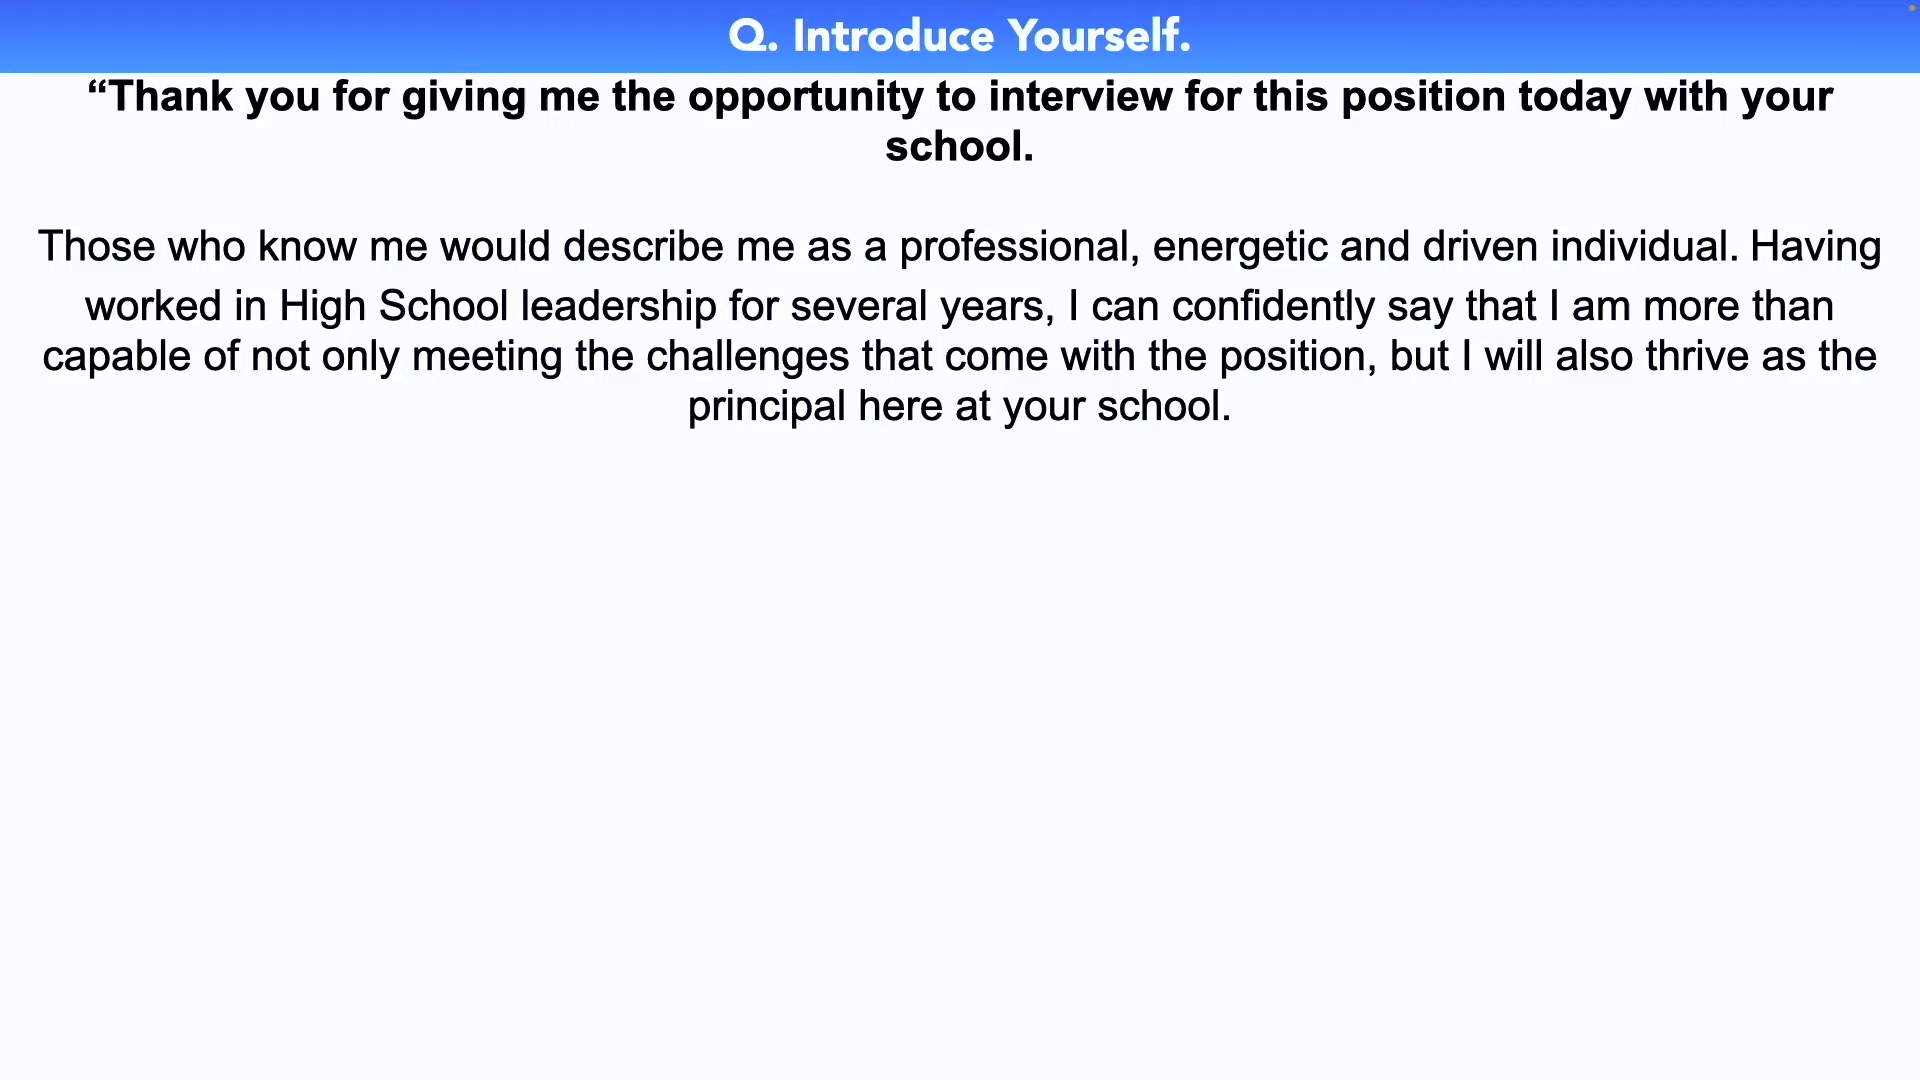 Q. Introduce Yourself.
“Thank you for giving me the opportunity to interview for this position today with your
school.
Those who know me would describe me as a professional, energetic and driven individual. Having
worked in High School leadership for several years, I can confidently say that I am more than
capable of not only meeting the challenges that come with the position, but I will also thrive as the
principal here at your school.